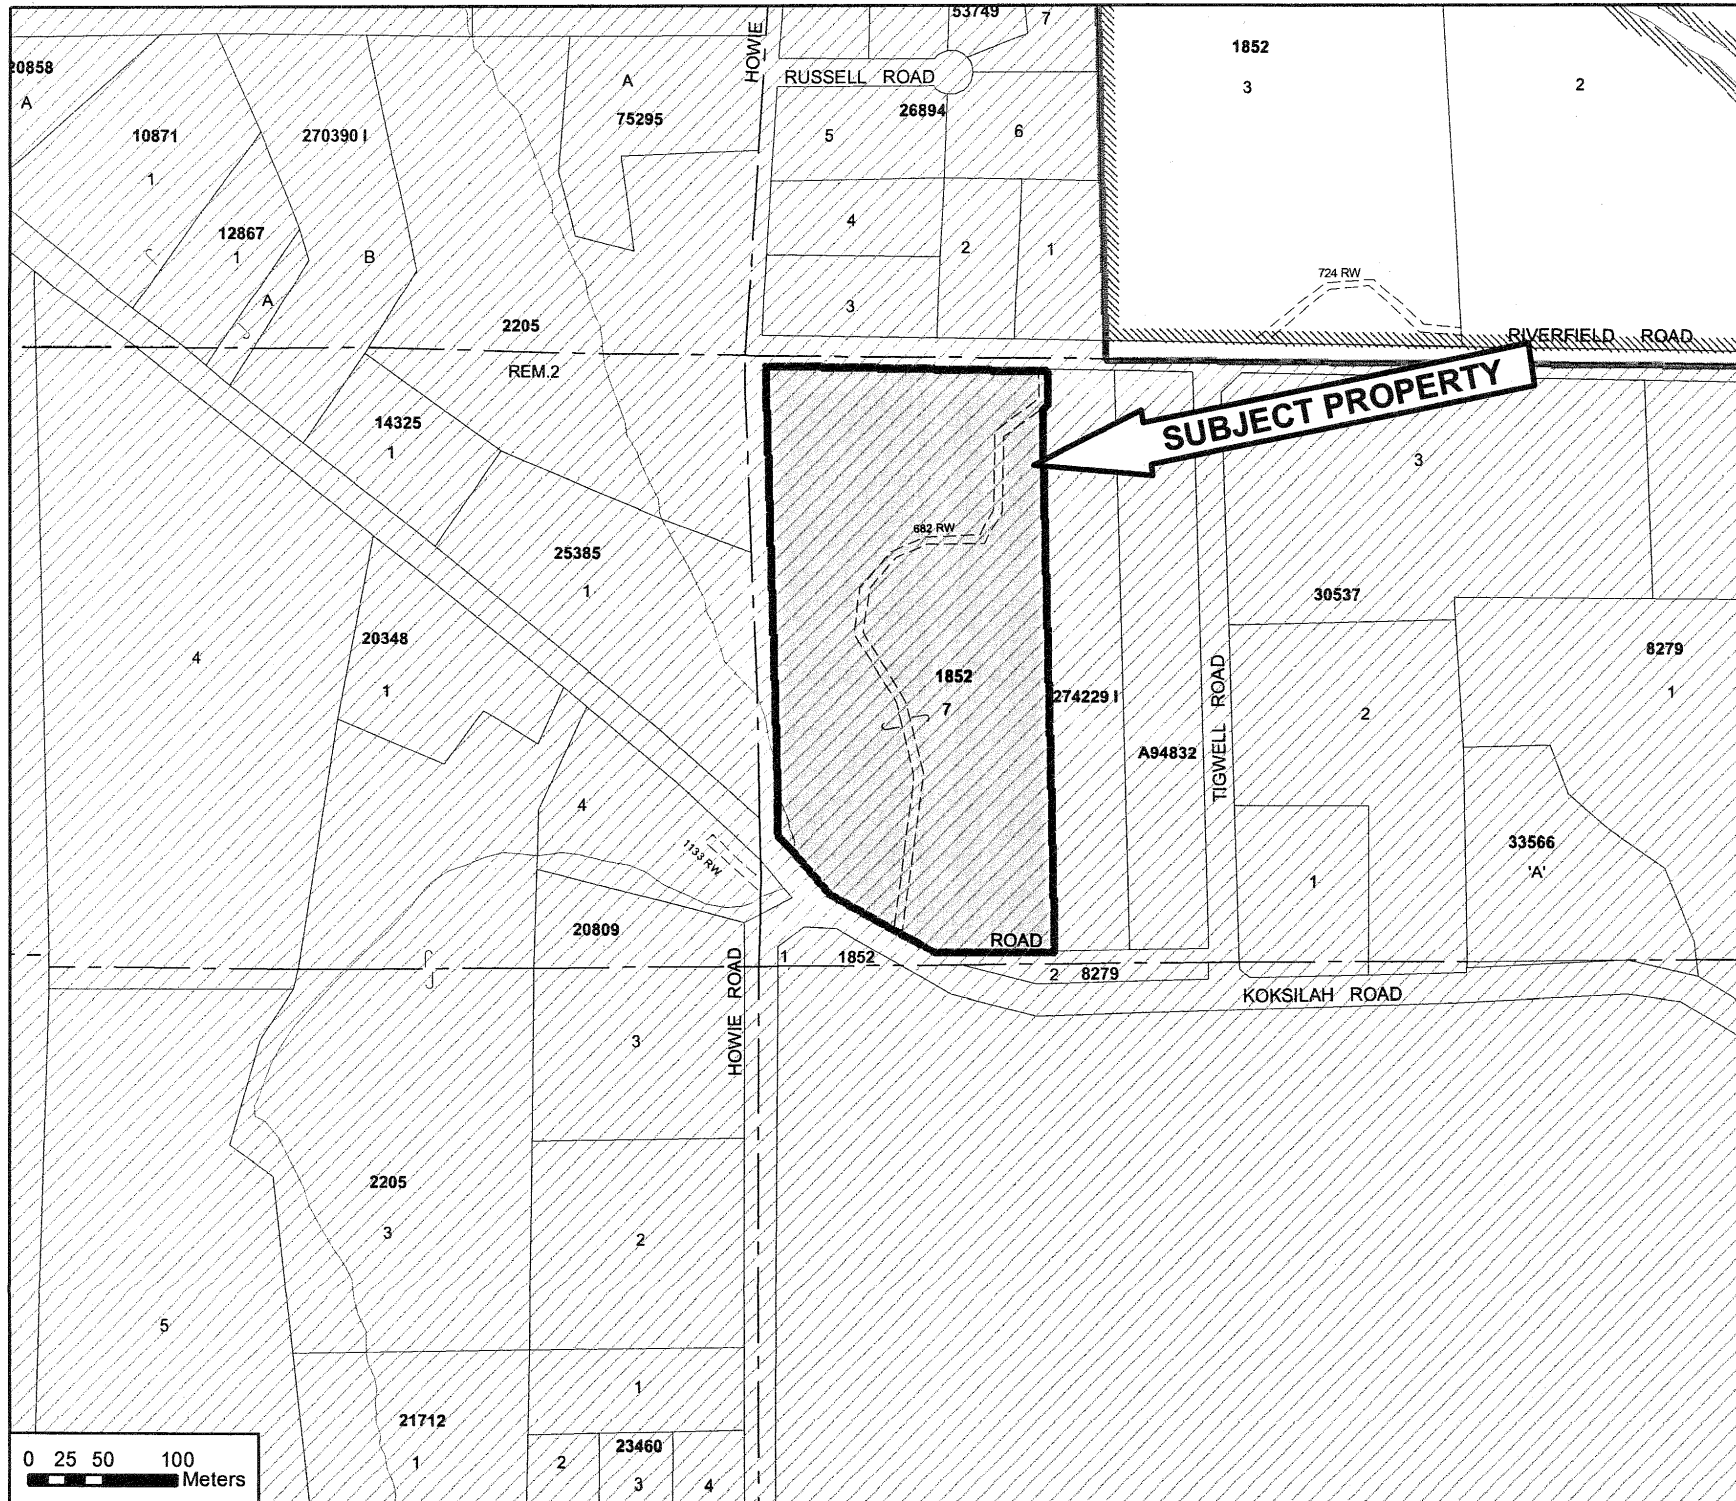 53749
7
HOWIE
1852
3
2
20858
A
RUSSELL ROAD
A
75295
26894
5
6
10871
1
270390 I
4
2
1
12867
1
B
A
3
724 RW
2205
RIVERFIELD ROAD
REM.2
SUBJECT PROPERTY
14325
1
3
682 RW
25385
1
30537
20348
1
4
8279
1
1852
7
274229 I
2
TIGWELL ROAD
A94832
4
1133 RW
33566
'A'
1
20809
ROAD
1
1852
2
8279
KOKSILAH ROAD
HOWIE ROAD
3
2205
3
2
5
1
21712
1
2
23460
3
4
0 25 50 100
Meters